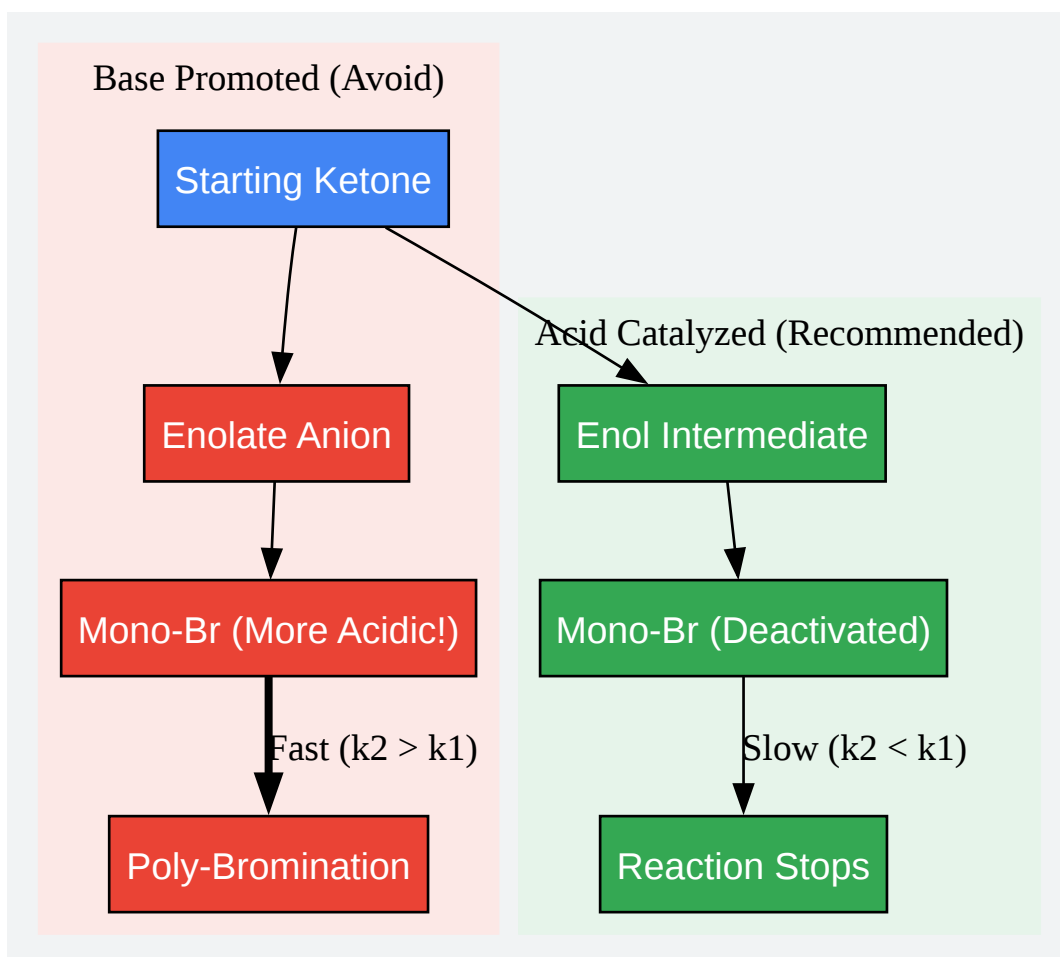 Base Promoted (Avoid)
Starting Ketone
Acid Catalyzed (Recommended)
Enolate Anion
Enol Intermediate
Mono-Br (More Acidic!)
Mono-Br (Deactivated)
Fast (k2 > k1)
Slow (k2 < k1)
Poly-Bromination
Reaction Stops